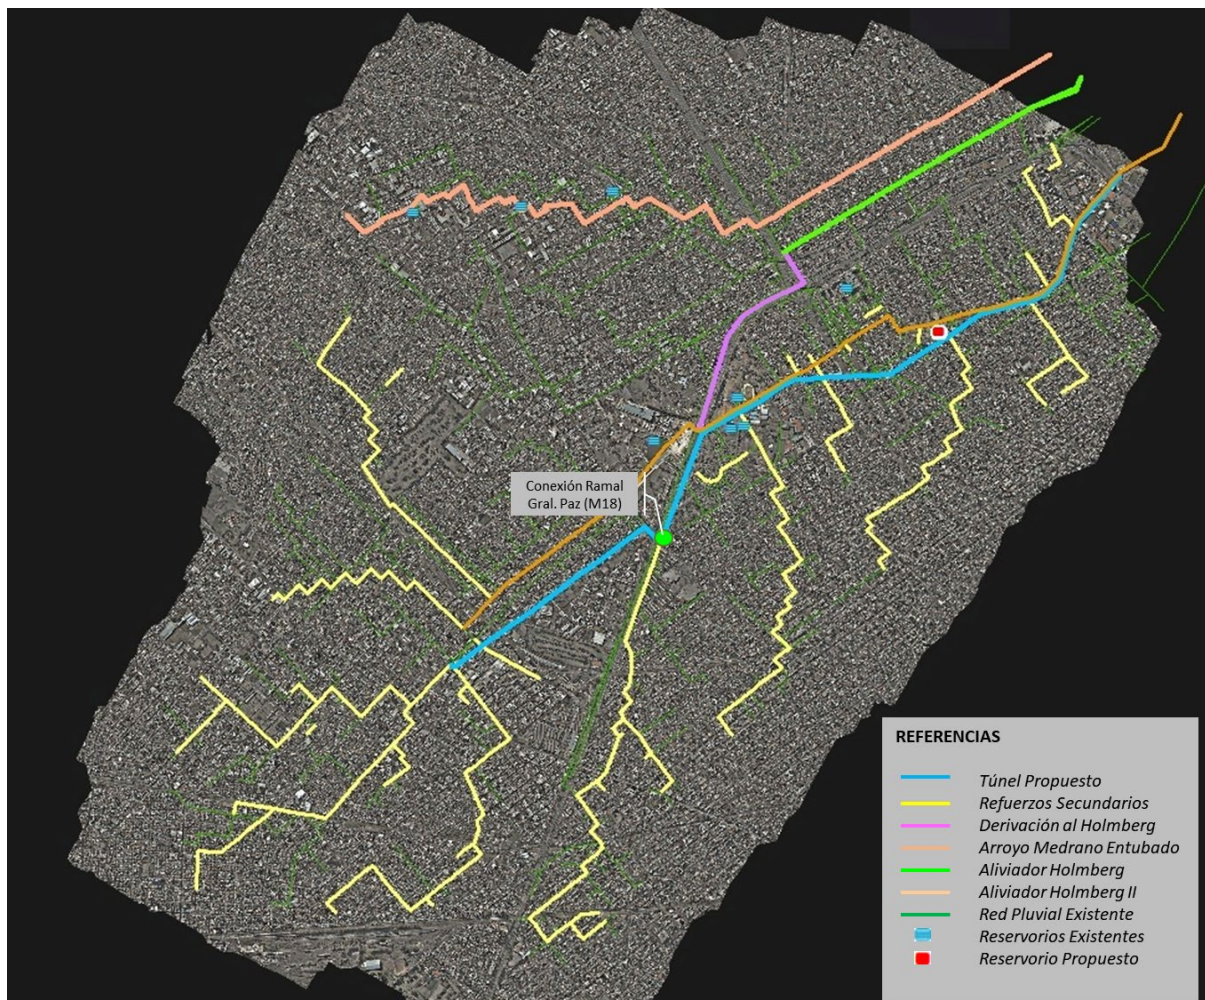 Conexión Ramal
Gral. Paz (M18)
REFERENCIAS
Túnel Propuesto
Refuerzos Secundarios
Derivación al Holmberg
Arroyo Medrano Entubado
Aliviador Holmberg
Aliviador Holmberg II
Red Pluvial Existente
Reservorios Existentes
Reservorio Propuesto